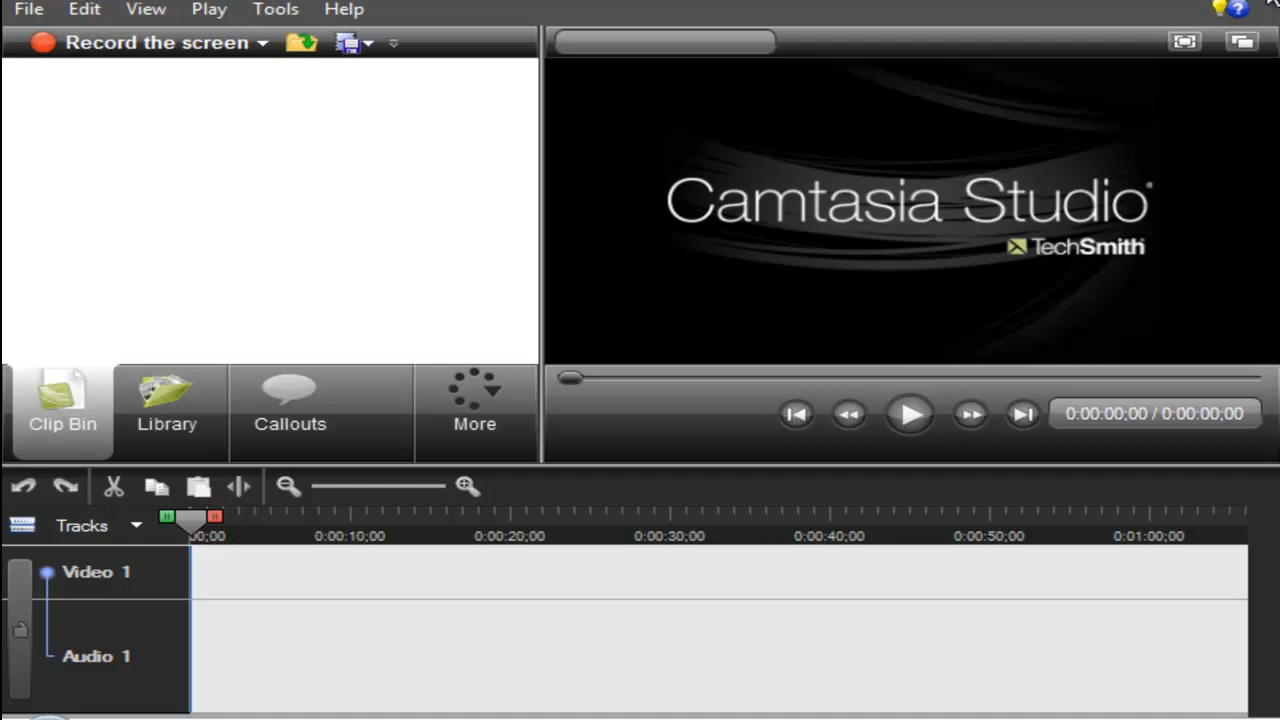 File Edit View Play Tools Help
Record the screen
Camtasia Studio®
TechSmith
Clip Bin Library Callouts More
0:00:00;00 / 0:00:00;00
Tracks
0:00:10;00 0:00:20;00 0:00:30;00 0:00:40;00 0:00:50;00 0:01:00;00
Video 1
Audio 1